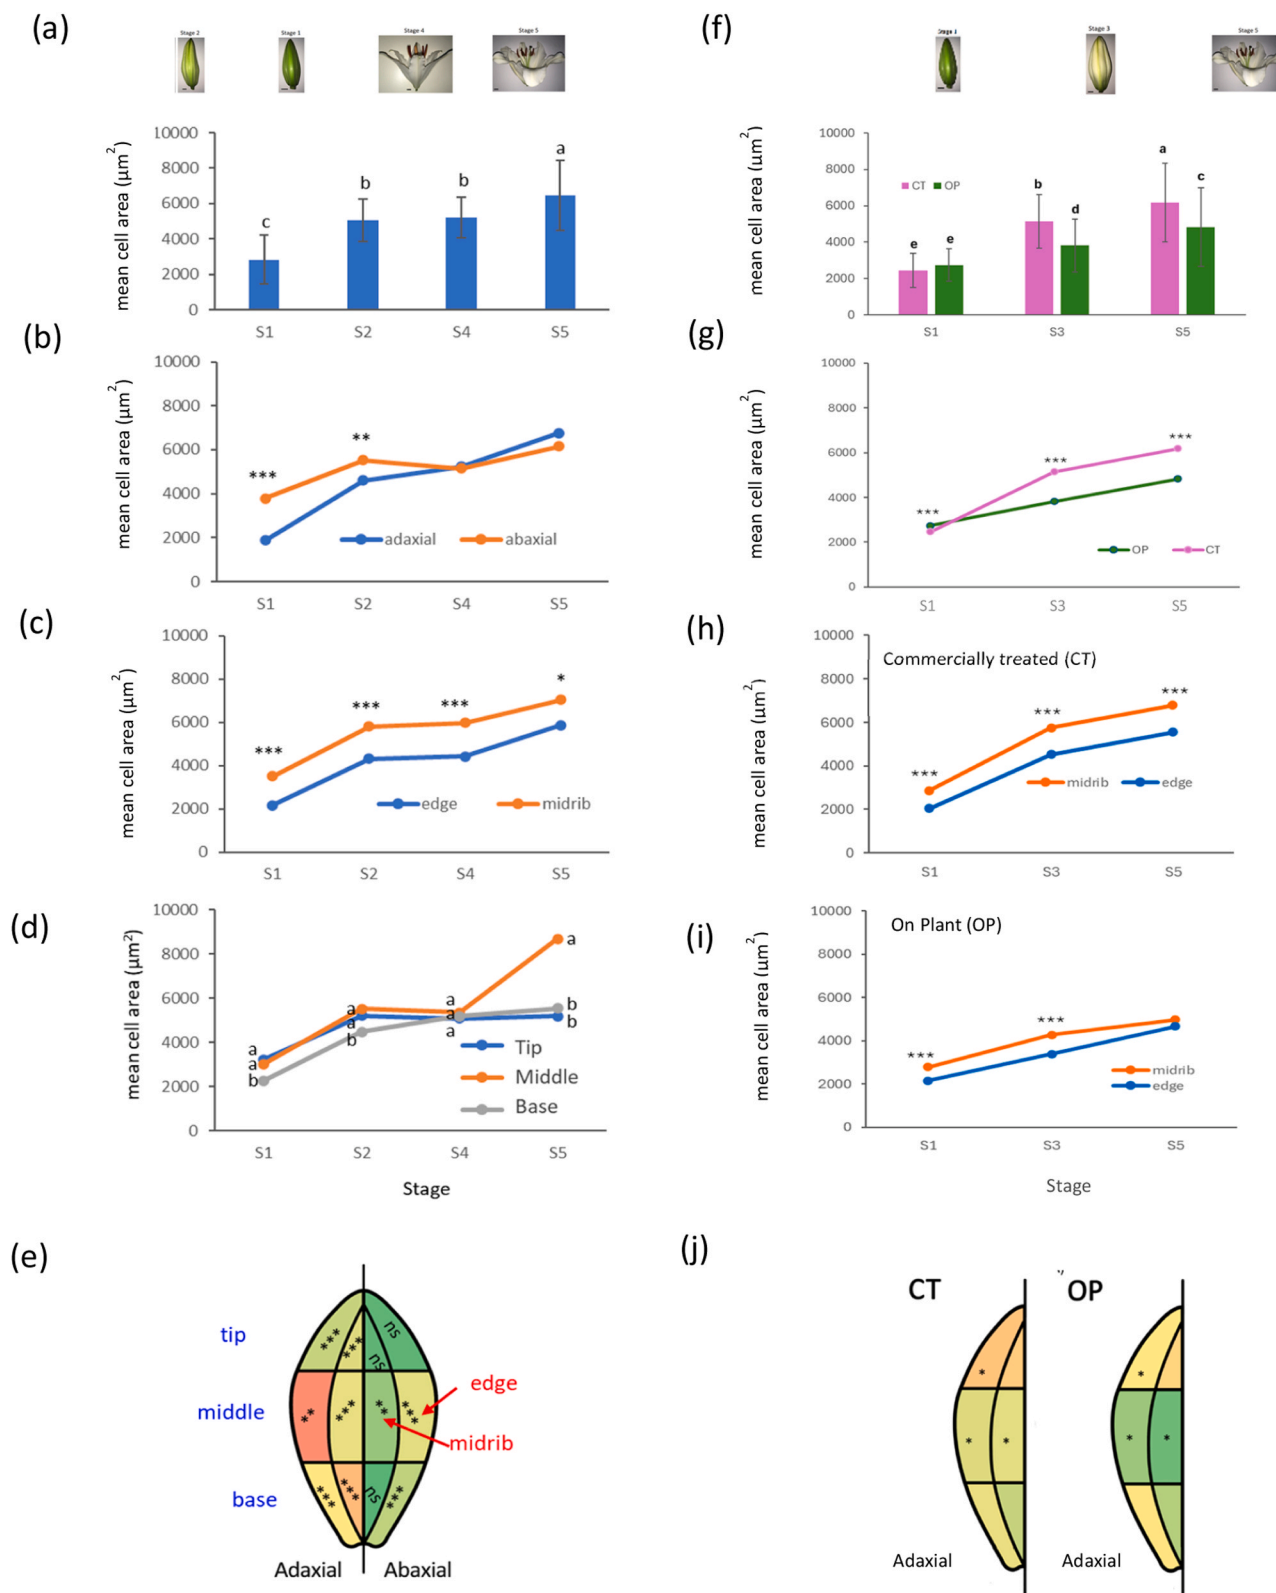 (a)
Stage 2
Stage 1
Stage 4
Stage 5
mean cell area (µm²)
10000
8000
6000
4000
2000
0
c
b
b
a
S1
S2
S4
S5
(b)
mean cell area (µm²)
10000
8000
6000
4000
2000
0
***
**
adaxial
abaxial
S1
S2
S4
S5
(c)
mean cell area (µm²)
10000
8000
6000
4000
2000
0
***
***
***
*
edge
midrib
S1
S2
S4
S5
(d)
mean cell area (µm²)
10000
8000
6000
4000
2000
0
a
a
b
a
a
b
a
a
a
a
b
b
Tip
Middle
Base
S1
S2
S4
S5
Stage
(e)
tip
middle
base
***
***
ns
ns
**
***
**
***
***
***
ns
***
edge
midrib
Adaxial
Abaxial
(f)
Stage 3
Stage 5
mean cell area (µm²)
10000
8000
6000
4000
2000
0
CT
OP
e
e
b
d
a
c
S1
S3
S5
(g)
mean cell area (µm²)
10000
8000
6000
4000
2000
0
***
***
***
OP
CT
S1
S3
S5
(h)
Commercially treated (CT)
mean cell area (µm²)
10000
8000
6000
4000
2000
0
***
***
***
midrib
edge
S1
S3
S5
(i)
On Plant (OP)
mean cell area (µm²)
10000
8000
6000
4000
2000
0
***
***
midrib
edge
S1
S3
S5
Stage
(j)
CT
*
*
*
Adaxial
OP
*
*
*
Adaxial